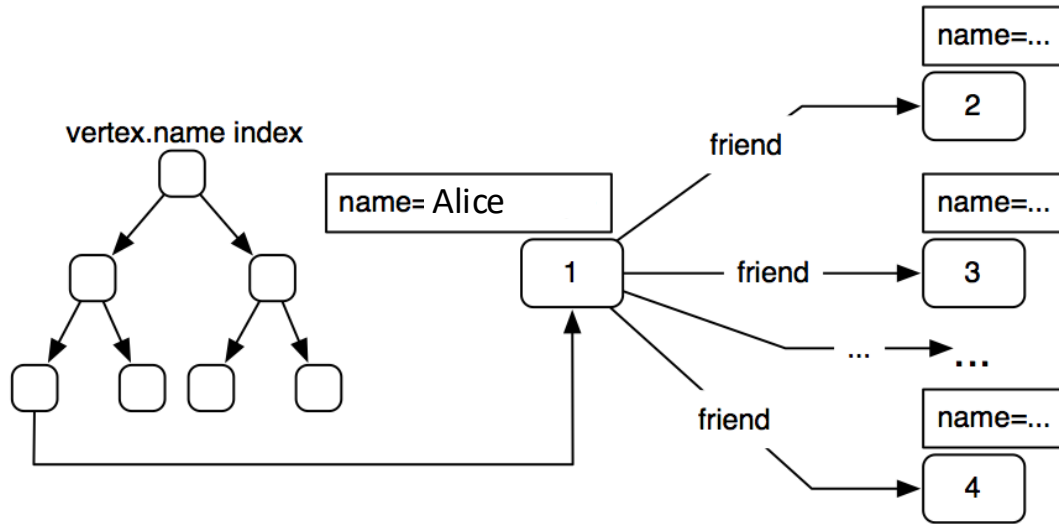 name=...
2
vertex.name index
friend
name= Alice
name=...
1
friend
3
...
...
friend
name=...
4